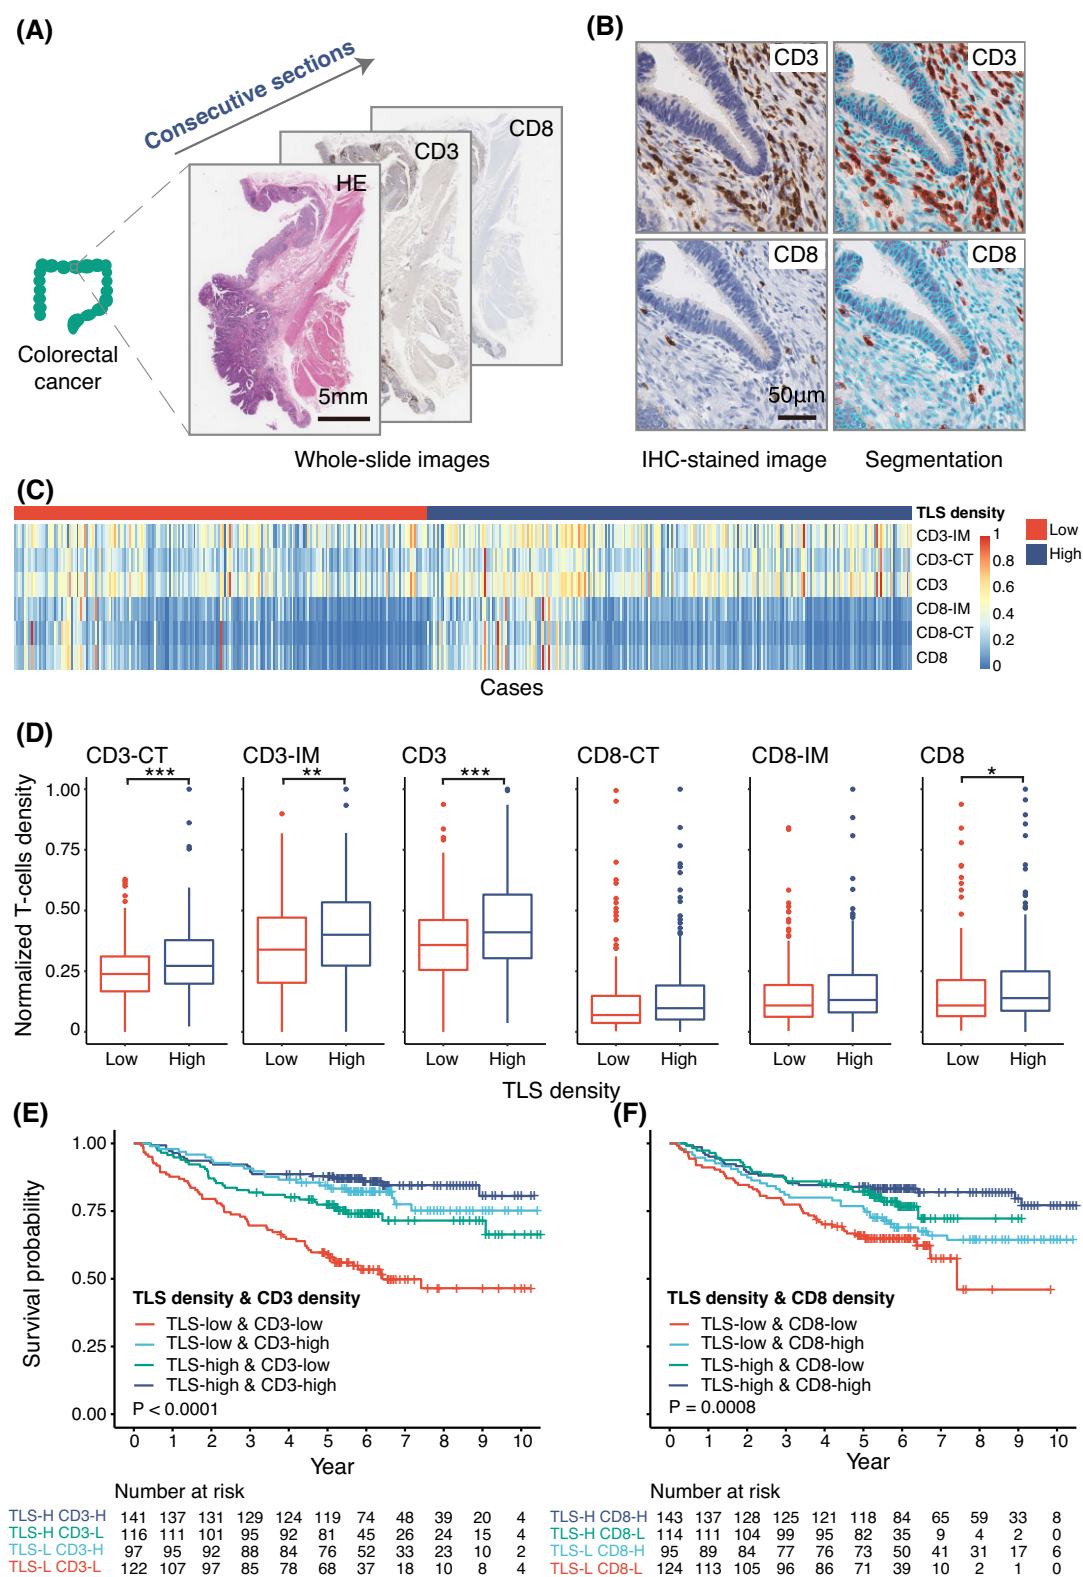 (A)
Consecutive sections
HE
CD3
CD8
5mm
Colorectal
cancer
Whole-slide images
(B)
CD3
CD3
CD8
CD8
50μm
IHC-stained image
Segmentation
(C)
TLS density
CD3-IM
CD3-CT
CD3
CD8-IM
CD8-CT
CD8
1
0.8
0.6
0.4
0.2
0
Low
High
Cases
(D)
CD3-CT
CD3-IM
CD3
CD8-CT
CD8-IM
CD8
***
**
***
*
Normalized T-cells density
1.00
0.75
0.50
0.25
0
Low High
Low High
Low High
Low High
Low High
Low High
TLS density
(E)
Survival probability
1.00
0.75
0.50
0.25
0.00
TLS density & CD3 density
TLS-low & CD3-low
TLS-low & CD3-high
TLS-high & CD3-low
TLS-high & CD3-high
P < 0.0001
0 1 2 3 4 5 6 7 8 9 10
Year
Number at risk
TLS-H CD3-H 141 137 131 129 124 119 74 48 39 20 4
TLS-H CD3-L 116 111 101 95 92 81 45 26 24 15 4
TLS-L CD3-H 97 95 92 88 84 76 52 33 23 10 2
TLS-L CD3-L 122 107 97 85 78 68 37 18 10 8 4
(F)
TLS density & CD8 density
TLS-low & CD8-low
TLS-low & CD8-high
TLS-high & CD8-low
TLS-high & CD8-high
P = 0.0008
0 1 2 3 4 5 6 7 8 9 10
Year
Number at risk
TLS-H CD8-H 143 137 128 125 121 118 84 65 59 33 8
TLS-H CD8-L 114 111 104 99 95 82 35 9 4 2 0
TLS-L CD8-H 95 89 84 77 76 73 50 41 31 17 6
TLS-L CD8-L 124 113 105 96 86 71 39 10 2 1 0